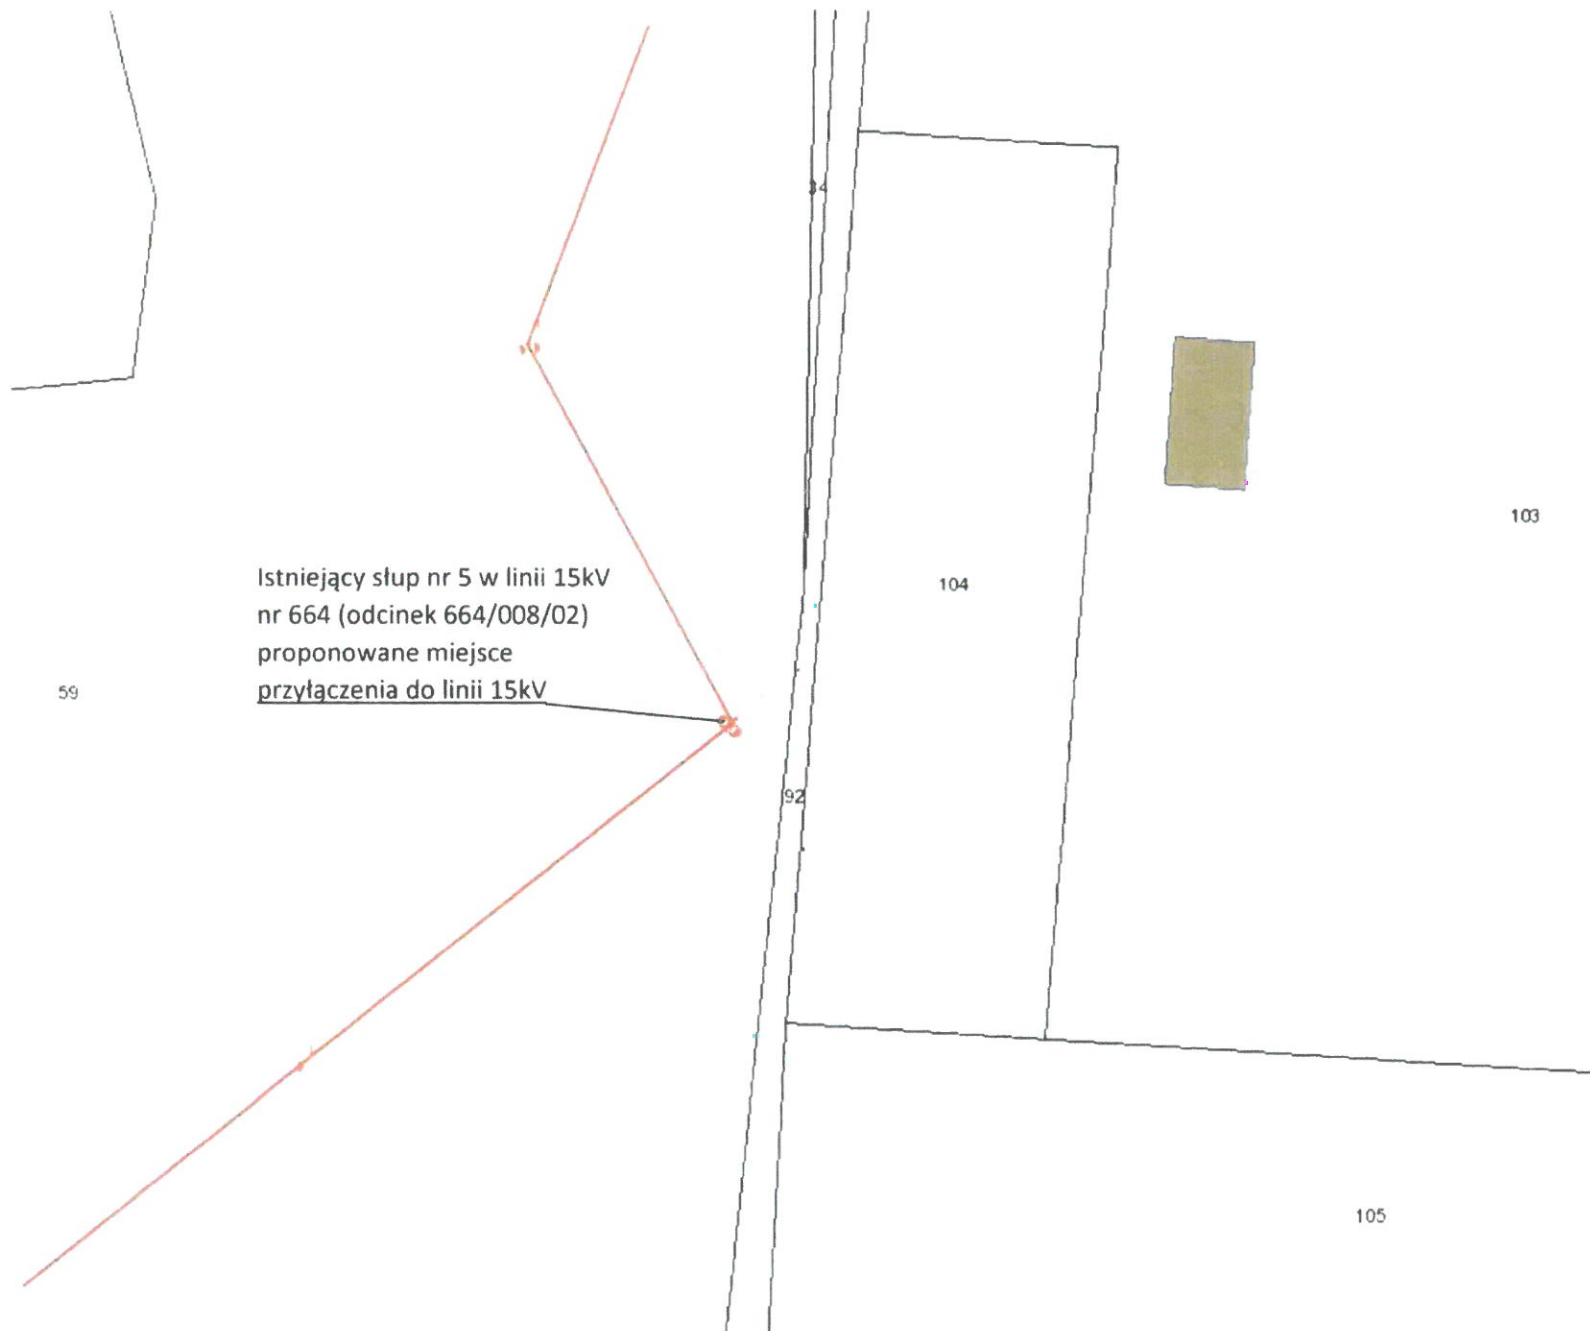 34
103
104
Istniejący słup nr 5 w linii 15kV
nr 664 (odcinek 664/008/02)
proponowane miejsce
przyłączenia do linii 15kV
59
92
105